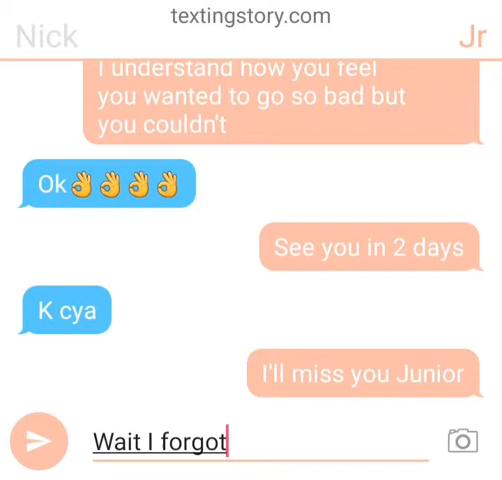 textingstory.com
Nick
Jr
I understand how you feel
you wanted to go so bad but
you couldn't
Ok👌👌👌👌
See you in 2 days
K cya
I'll miss you Junior
Wait I forgot